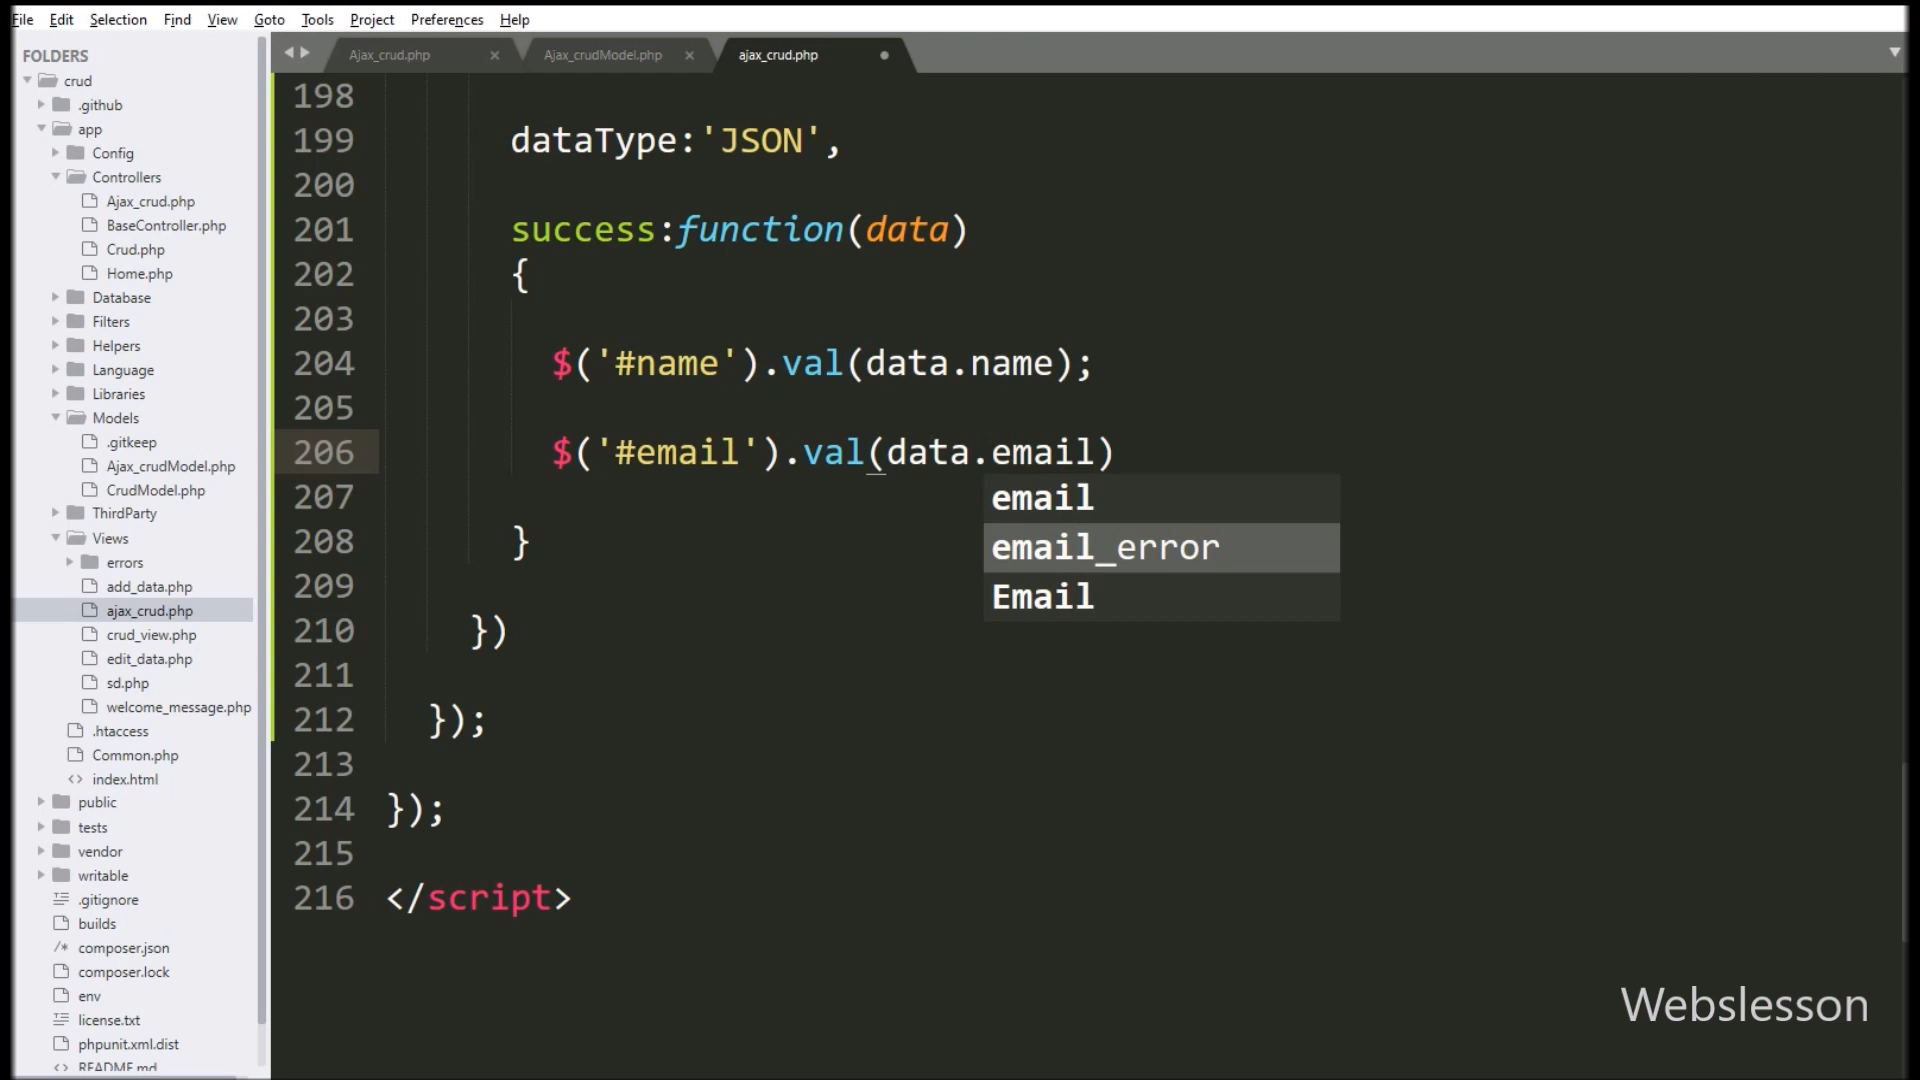 File Edit Selection Find View Goto Tools Project Preferences Help
FOLDERS
crud
.github
app
Config
Controllers
Ajax_crud.php
BaseController.php
Crud.php
Home.php
Database
Filters
Helpers
Language
Libraries
Models
.gitkeep
Ajax_crudModel.php
CrudModel.php
ThirdParty
Views
errors
add_data.php
ajax_crud.php
crud_view.php
edit_data.php
sd.php
welcome_message.php
.htaccess
Common.php
<> index.html
public
tests
vendor
writable
.gitignore
builds
/* composer.json
composer.lock
env
license.txt
phpunit.xml.dist
<> README.md
Ajax_crud.php × Ajax_crudModel.php × ajax_crud.php
198
199 dataType:'JSON',
200
201 success:function(data)
202 {
203
204 $('#name').val(data.name);
205
206 $('#email').val(data.email)
207
208 }
209
210 })
211
212 });
213
214 });
215
216 </script>
email
email_error
Email
Webslesson